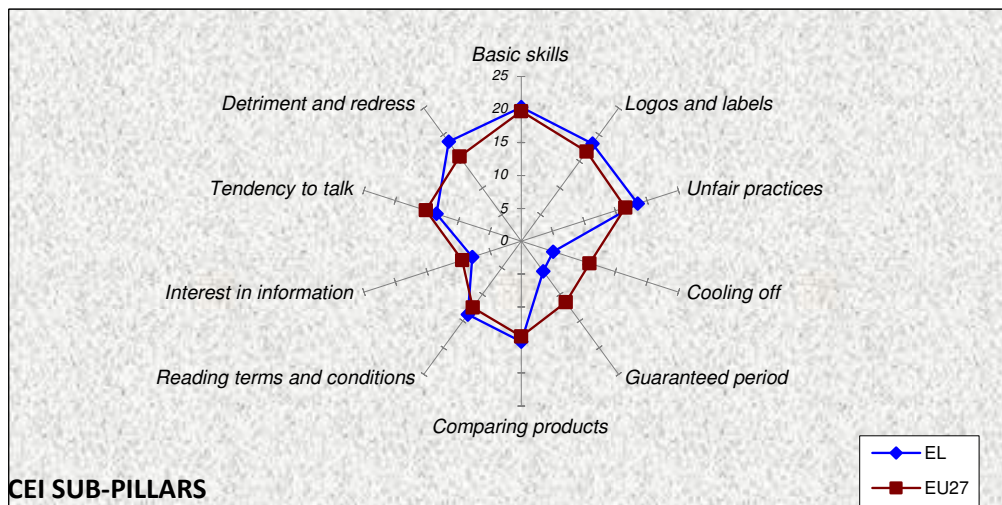 Basic skills
25
Detriment and redress
Logos and labels
20
15
Tendency to talk
10
Unfair practices
5
0
Interest in information
Cooling off
Reading terms and conditions
Guaranteed period
Comparing products
EL
CEI SUB-PILLARS
EU27